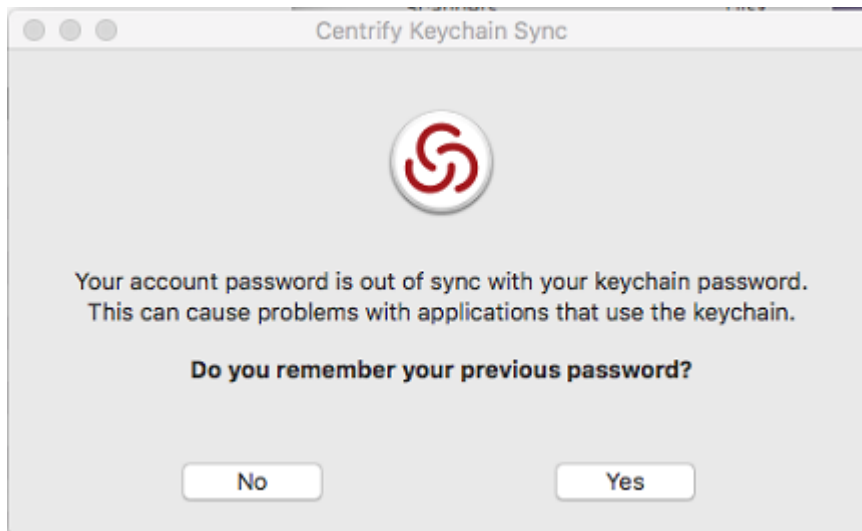 Centrify Keychain Sync
Your account password is out of sync with your keychain password.
This can cause problems with applications that use the keychain.
Do you remember your previous password?
No Yes